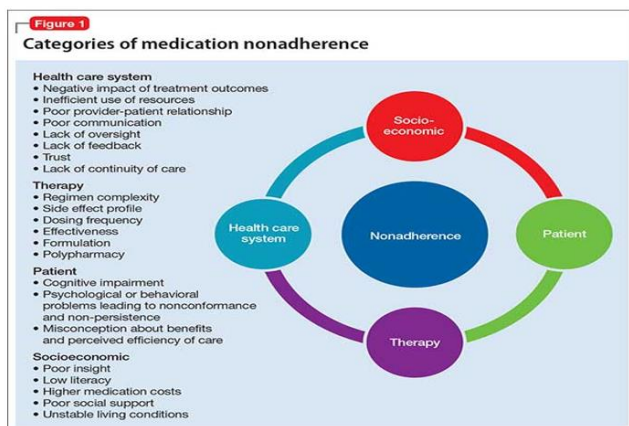 Figure 1
Categories of medication nonadherence
Health care system
• Negative impact of treatment outcomes
• Inefficient use of resources
• Poor provider-patient relationship
• Poor communication
• Lack of oversight
• Lack of feedback
• Trust
• Lack of continuity of care
Therapy
• Regimen complexity
• Side effect profile
• Dosing frequency
• Effectiveness
• Formulation
• Polypharmacy
Patient
• Cognitive impairment
• Psychological or behavioral
problems leading to nonconformance
and non-persistence
• Misconception about benefits
and perceived efficiency of care
Socioeconomic
• Poor insight
• Low literacy
• Higher medication costs
• Poor social support
• Unstable living conditions
Socio-
economic
Health care
system
Nonadherence
Patient
Therapy